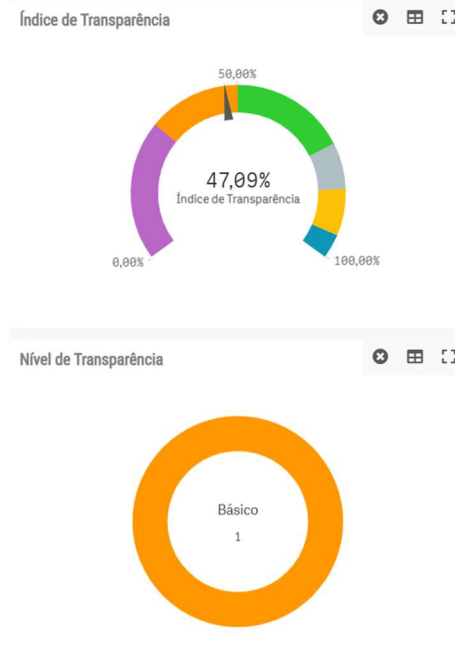 Índice de Transparência
50,00%
47,09%
Índice de Transparência
0,00%
100,00%
Nível de Transparência
Básico
1